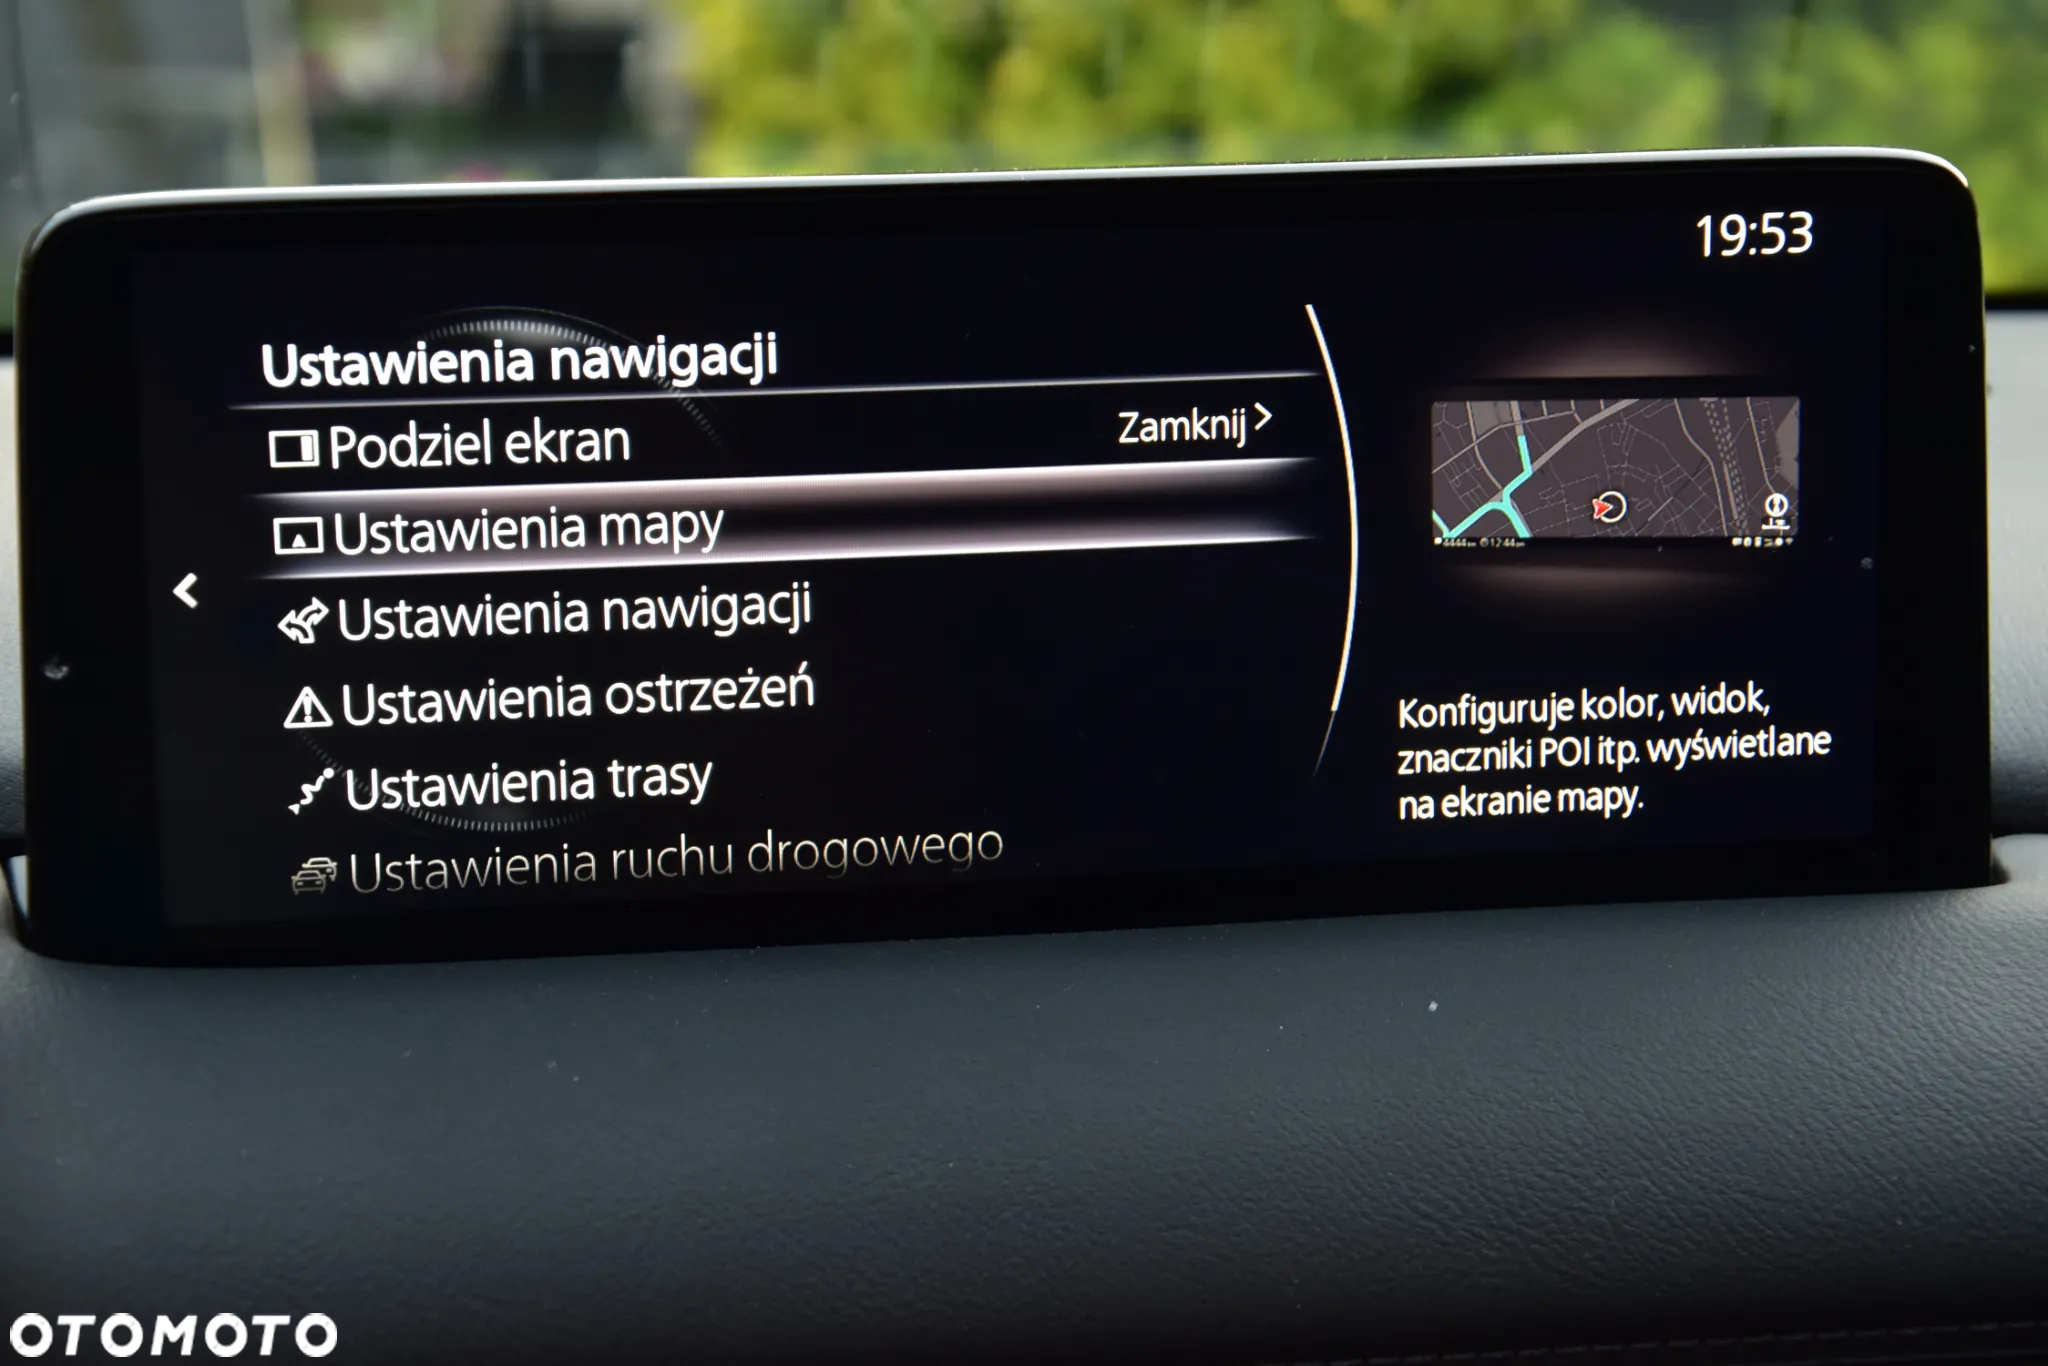 19:53
Ustawienia nawigacji
Podziel ekran
Zamknij
Ustawienia mapy
Ustawienia nawigacji
Ustawienia ostrzeżeń
Ustawienia trasy
Ustawienia ruchu drogowego
Konfiguruje kolor, widok,
znaczniki POI itp. wyświetlane
na ekranie mapy.
OTOMOTO